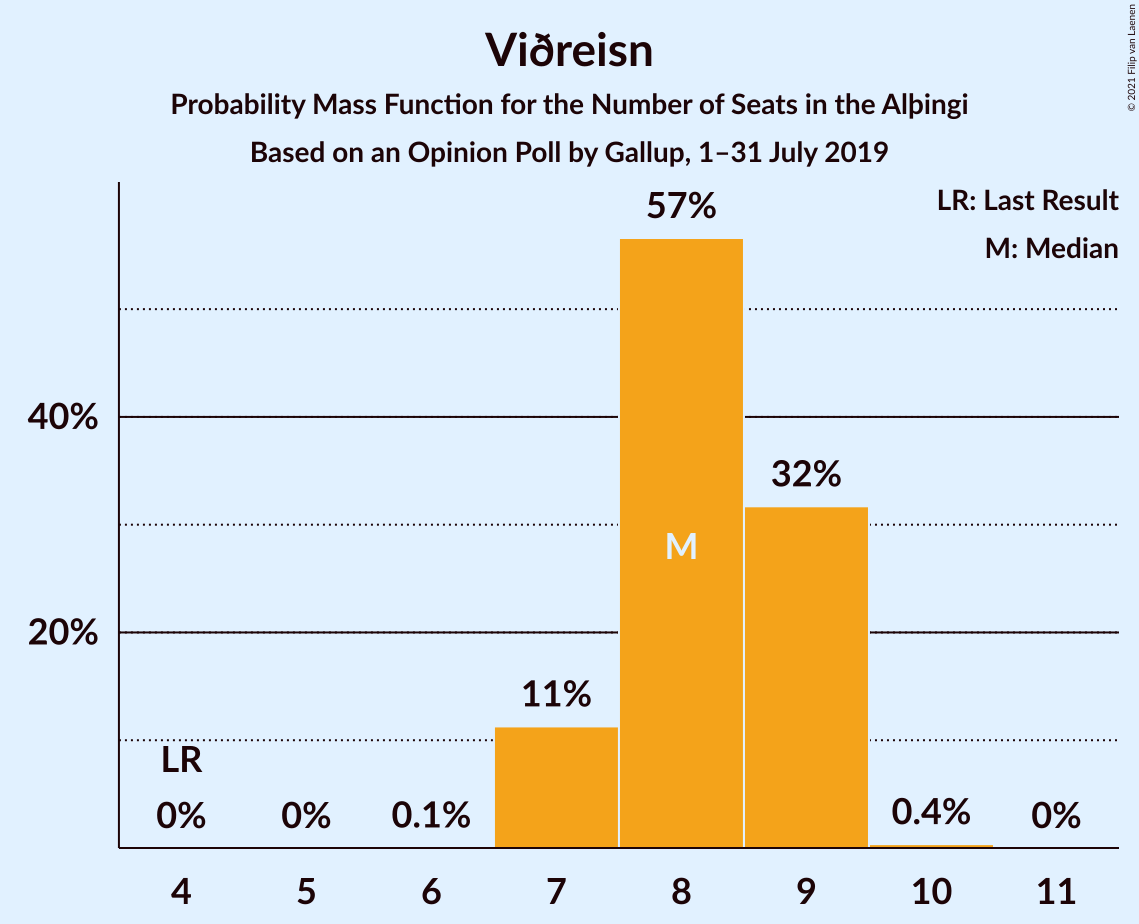 Viðreisn
Probability Mass Function for the Number of Seats in the Alþingi
Based on an Opinion Poll by Gallup, 1–31 July 2019
© 2021 Filip van Laenen
LR: Last Result
M: Median
57%
40%
32%
M
20%
11%
LR
0% 0% 0.1% 0.4% 0%
4 5 6 7 8 9 10 11